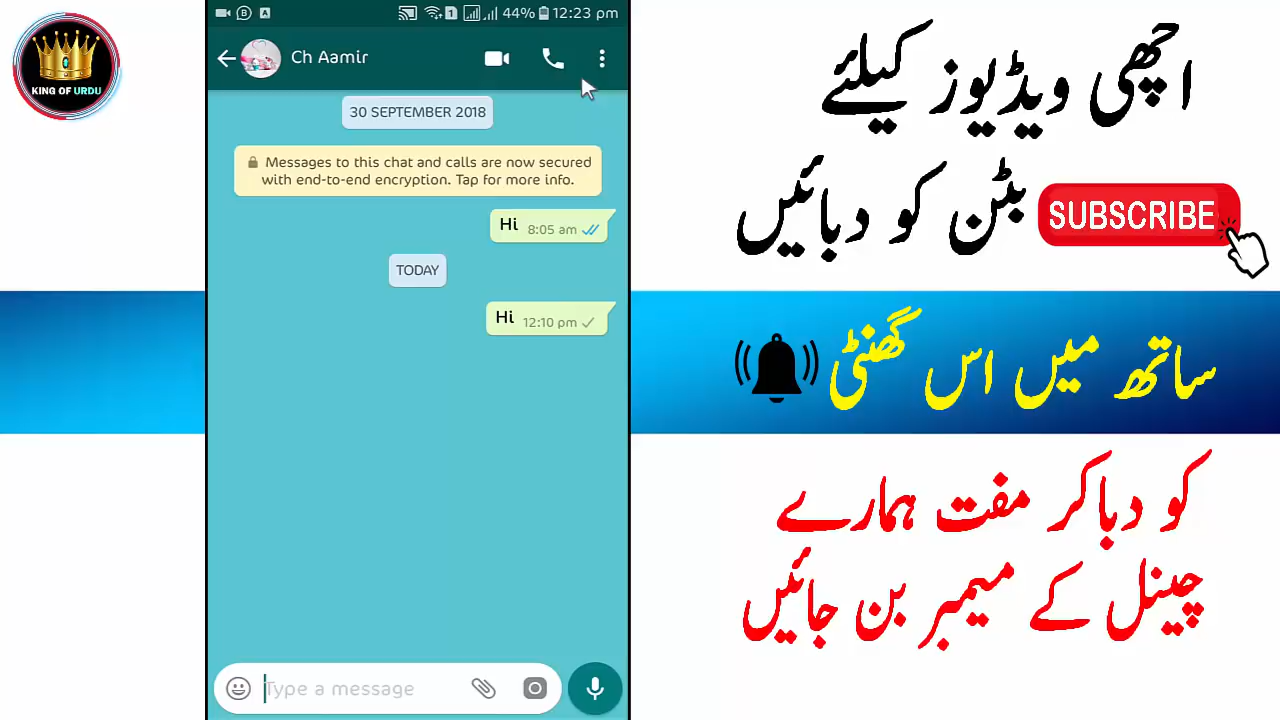 KING OF URDU
B
A
1
44%
12:23 pm
Ch Aamir
30 SEPTEMBER 2018
Messages to this chat and calls are now secured
with end-to-end encryption. Tap for more info.
Hi 8:05 am
TODAY
Hi 12:10 pm
Type a message
اچھی ویڈیوز کیلئے
SUBSCRIBE بٹن کو دبائیں
ساتھ میں اس گھنٹی
کو دباکر مفت ہمارے
چینل کے میمبر بن جائیں